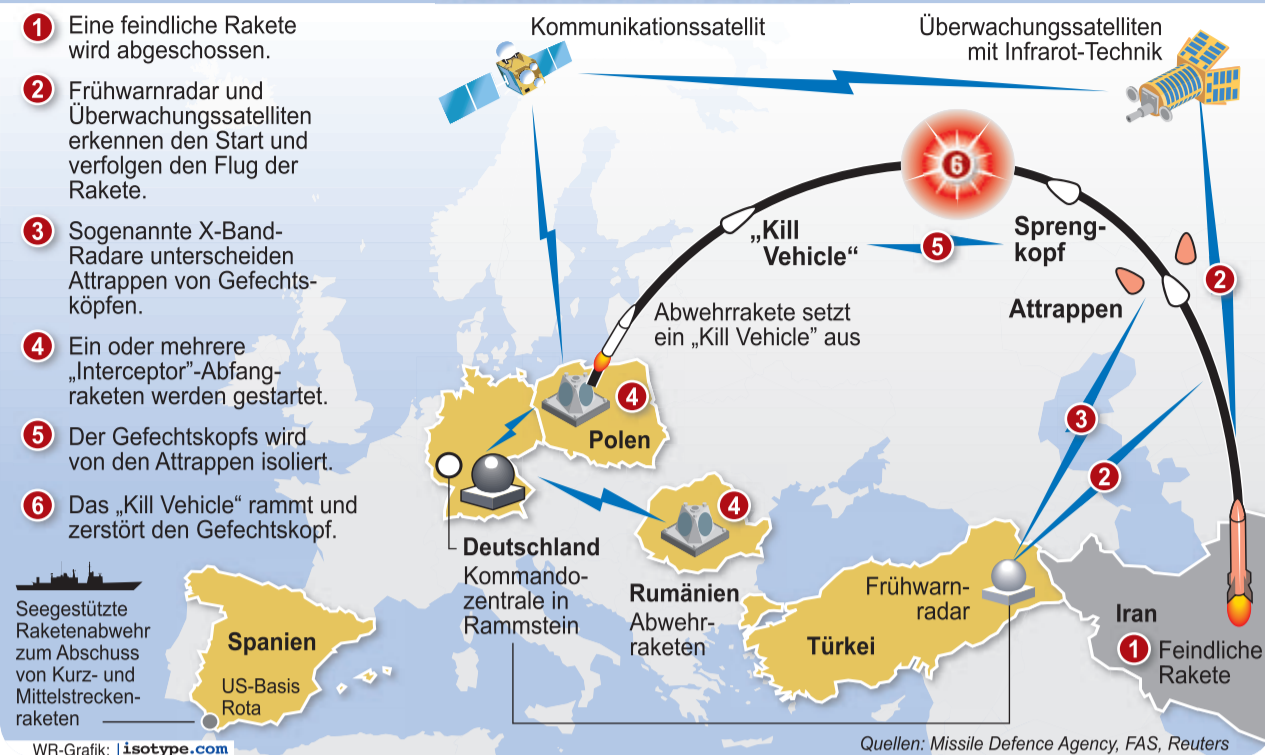 1 Eine feindliche Rakete
wird abgeschossen.
2 Frühwarnradar und
Überwachungssatelliten
erkennen den Start und
verfolgen den Flug der
Rakete.
3 Sogenannte X-Band-
Radare unterscheiden
Attrappen von Gefechts-
köpfen.
4 Ein oder mehrere
„Interceptor”-Abfang-
raketen werden gestartet.
5 Der Gefechtskopfs wird
von den Attrappen isoliert.
6 Das „Kill Vehicle“ rammt und
zerstört den Gefechtskopf.
Seegestützte
Raketenabwehr
zum Abschuss
von Kurz- und
Mittelstrecken-
raketen
Spanien
US-Basis
Rota
Kommunikationssatellit
Überwachungssatelliten
mit Infrarot-Technik
6
„Kill
Vehicle“
5
Spreng-
kopf
2
Attrappen
Abwehrrakete setzt
ein „Kill Vehicle” aus
4
Polen
3
2
4
Deutschland
Kommando-
zentrale in
Rammstein
Rumänien
Abwehr-
raketen
Frühwarn-
radar
Türkei
Iran
1 Feindliche
Rakete
WR-Grafik: isotype.com
Quellen: Missile Defence Agency, FAS, Reuters